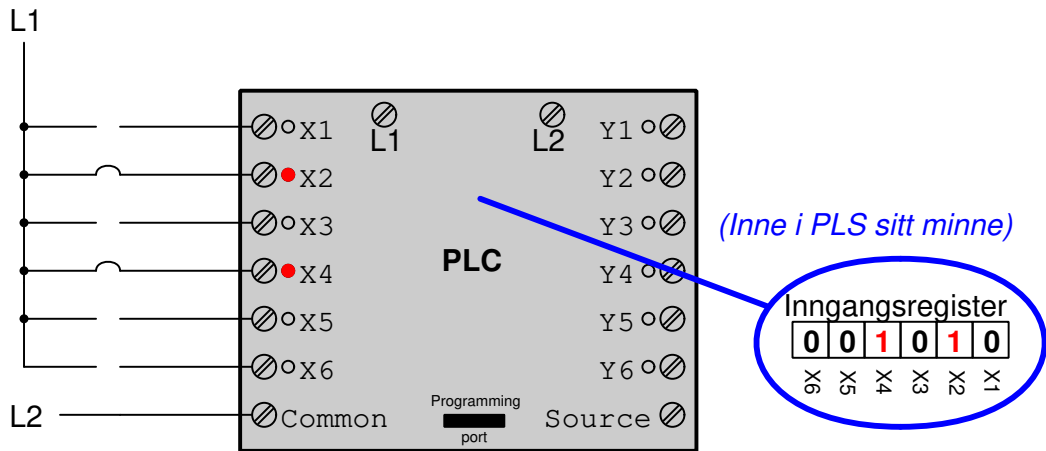 L1
L1 L2
X1 Y1
X2 Y2
X3 Y3
(Inne i PLS sitt minne)
PLC
X4 Y4
Inngangsregister
X5 Y5
0 0 1 0 1 0
X6 Y6
X6 X5 X4 X3 X2 X1
L2
Common
Programming
port
Source